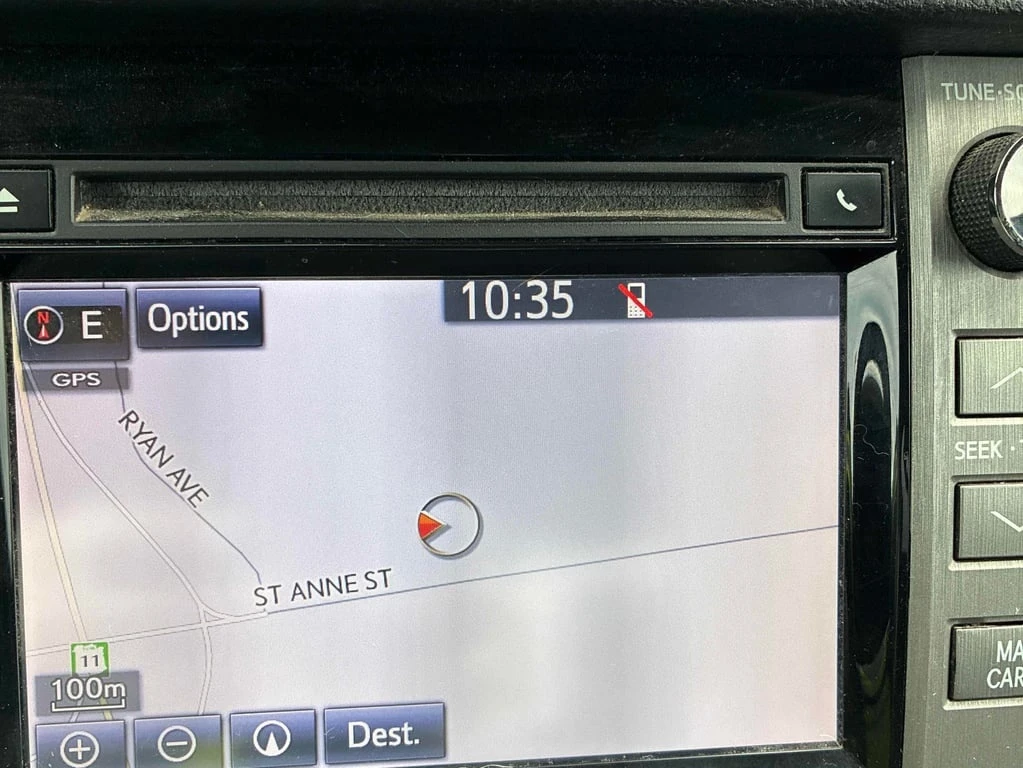 TUNE·SC
10:35
N
E
Options
GPS
RYAN AVE
ST ANNE ST
SEEK ·
11
100m
Dest.
MA
CAR